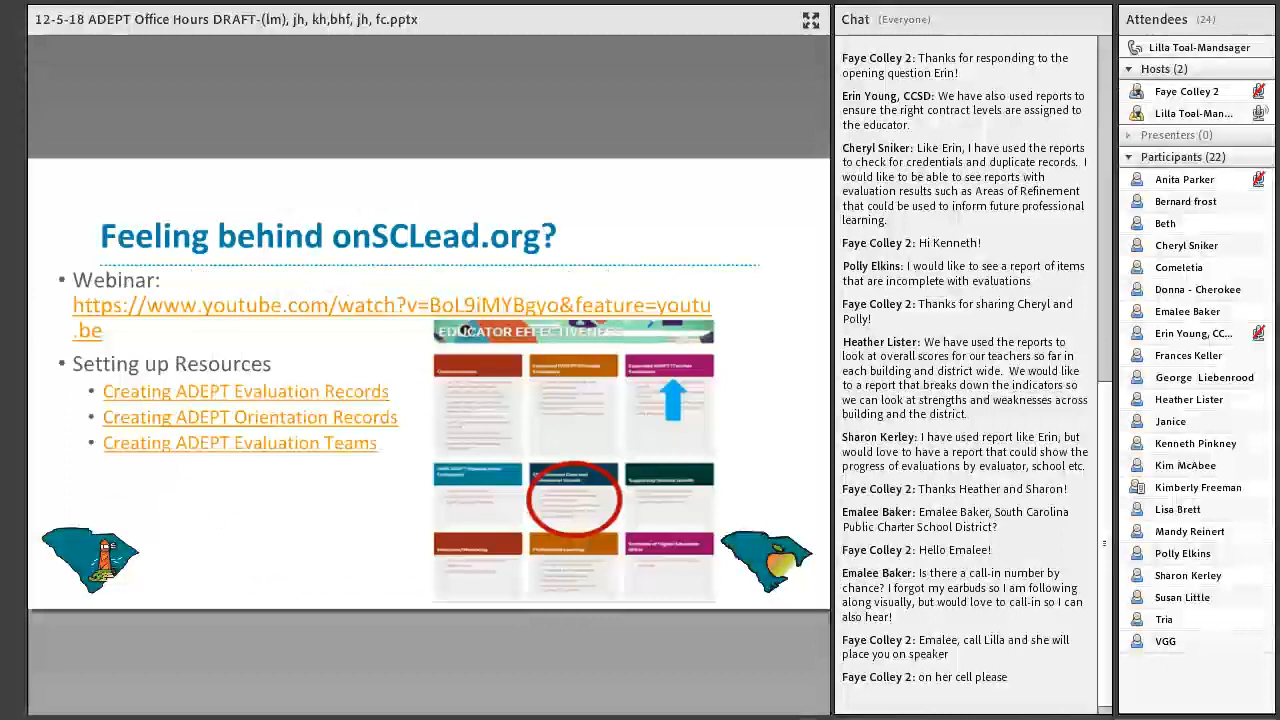 12-5-18 ADEPT Office Hours DRAFT-(lm), jh, kh,bhf, jh, fc.pptx
Feeling behind onSCLead.org?
• Webinar:
https://www.youtube.com/watch?v=BoL9iMYBgyo&feature=youtu
.be
EDUCATOR EFFECTIVENESS
• Setting up Resources
• Creating ADEPT Evaluation Records
• Creating ADEPT Orientation Records
• Creating ADEPT Evaluation Teams
Chat (Everyone)
Faye Colley 2: Thanks for responding to the
opening question Erin!
Erin Young, CCSD: We have also used reports to
ensure the right contract levels are assigned to
the educator.
Cheryl Sniker: Like Erin, I have used the reports
to check for credentials and duplicate records. I
would like to be able to see reports with
evaluation results such as Areas of Refinement
that could be used to inform future professional
learning.
Faye Colley 2: Hi Kenneth!
Polly Elkins: I would like to see a report of items
that are incomplete with evaluations
Faye Colley 2: Thanks for sharing Cheryl and
Polly!
Heather Lister: We have used the reports to
look at overall scores for our teachers so far in
each building and district wide. We would like
to a report that breaks down the indicators so
we can look at strengths and weaknesses across
building and the district.
Sharon Kerley: I have used report like Erin, but
would love to have a report that could show the
progress of evaluations by evaluator, school etc.
Faye Colley 2: Thanks Heather and Sharon!
Emalee Baker: Emalee Baker, South Carolina
Public Charter School District?
Faye Colley 2: Hello Emalee!
Emalee Baker: Is there a call-in number by
chance? I forgot my earbuds so I am following
along visually, but would love to call-in so I can
also hear!
Faye Colley 2: Emalee, call Lilla and she will
place you on speaker
Faye Colley 2: on her cell please
Attendees (24)
Lilla Toal-Mandsager
Hosts (2)
Faye Colley 2
Lilla Toal-Man...
Presenters (0)
Participants (22)
Anita Parker
Bernard frost
Beth
Cheryl Sniker
Comeletia
Donna - Cherokee
Emalee Baker
Erin Young, CC...
Frances Keller
George Liebenrood
Heather Lister
Janice
Kenneth Pinkney
Kim McAbee
Kimberly Freem...
Lisa Brett
Mandy Reinert
Polly Elkins
Sharon Kerley
Susan Little
Tria
VGG